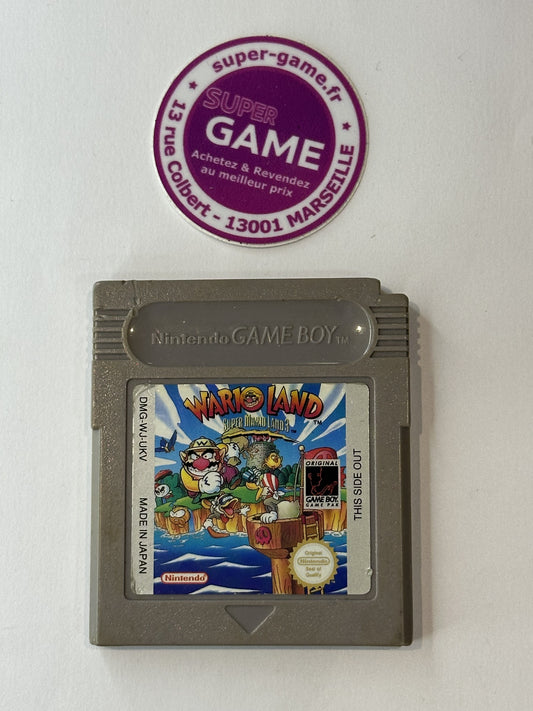 super-game.fr
SUPER
GAME
Achetez & Revendez
au meilleur prix
13 rue Colbert - 13001 MARSEILLE
Nintendo GAME BOY TM
WARIO LAND TM
SUPER MARIO LAND 3
DMG-WJ-UKV
MADE IN JAPAN
ORIGINAL
GAME BOY
GAME PAK
THIS SIDE OUT
Nintendo
Original
Nintendo
Seal of
Quality